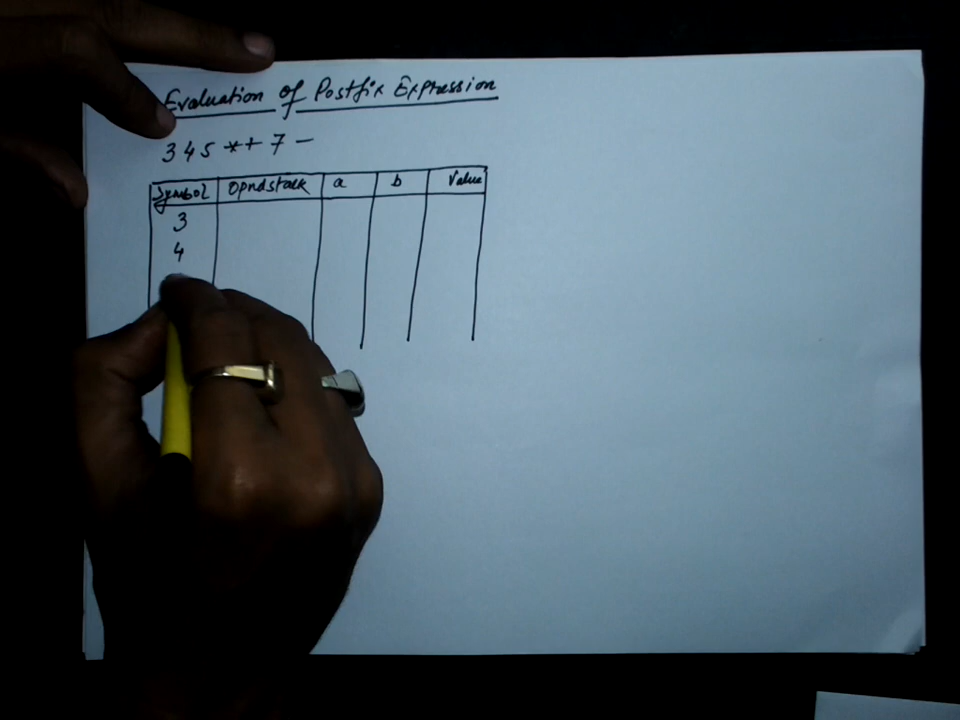 Evaluation of Postfix Expression
3 4 5 * + 7 -
Symbol Opndstack a b Value
3
4